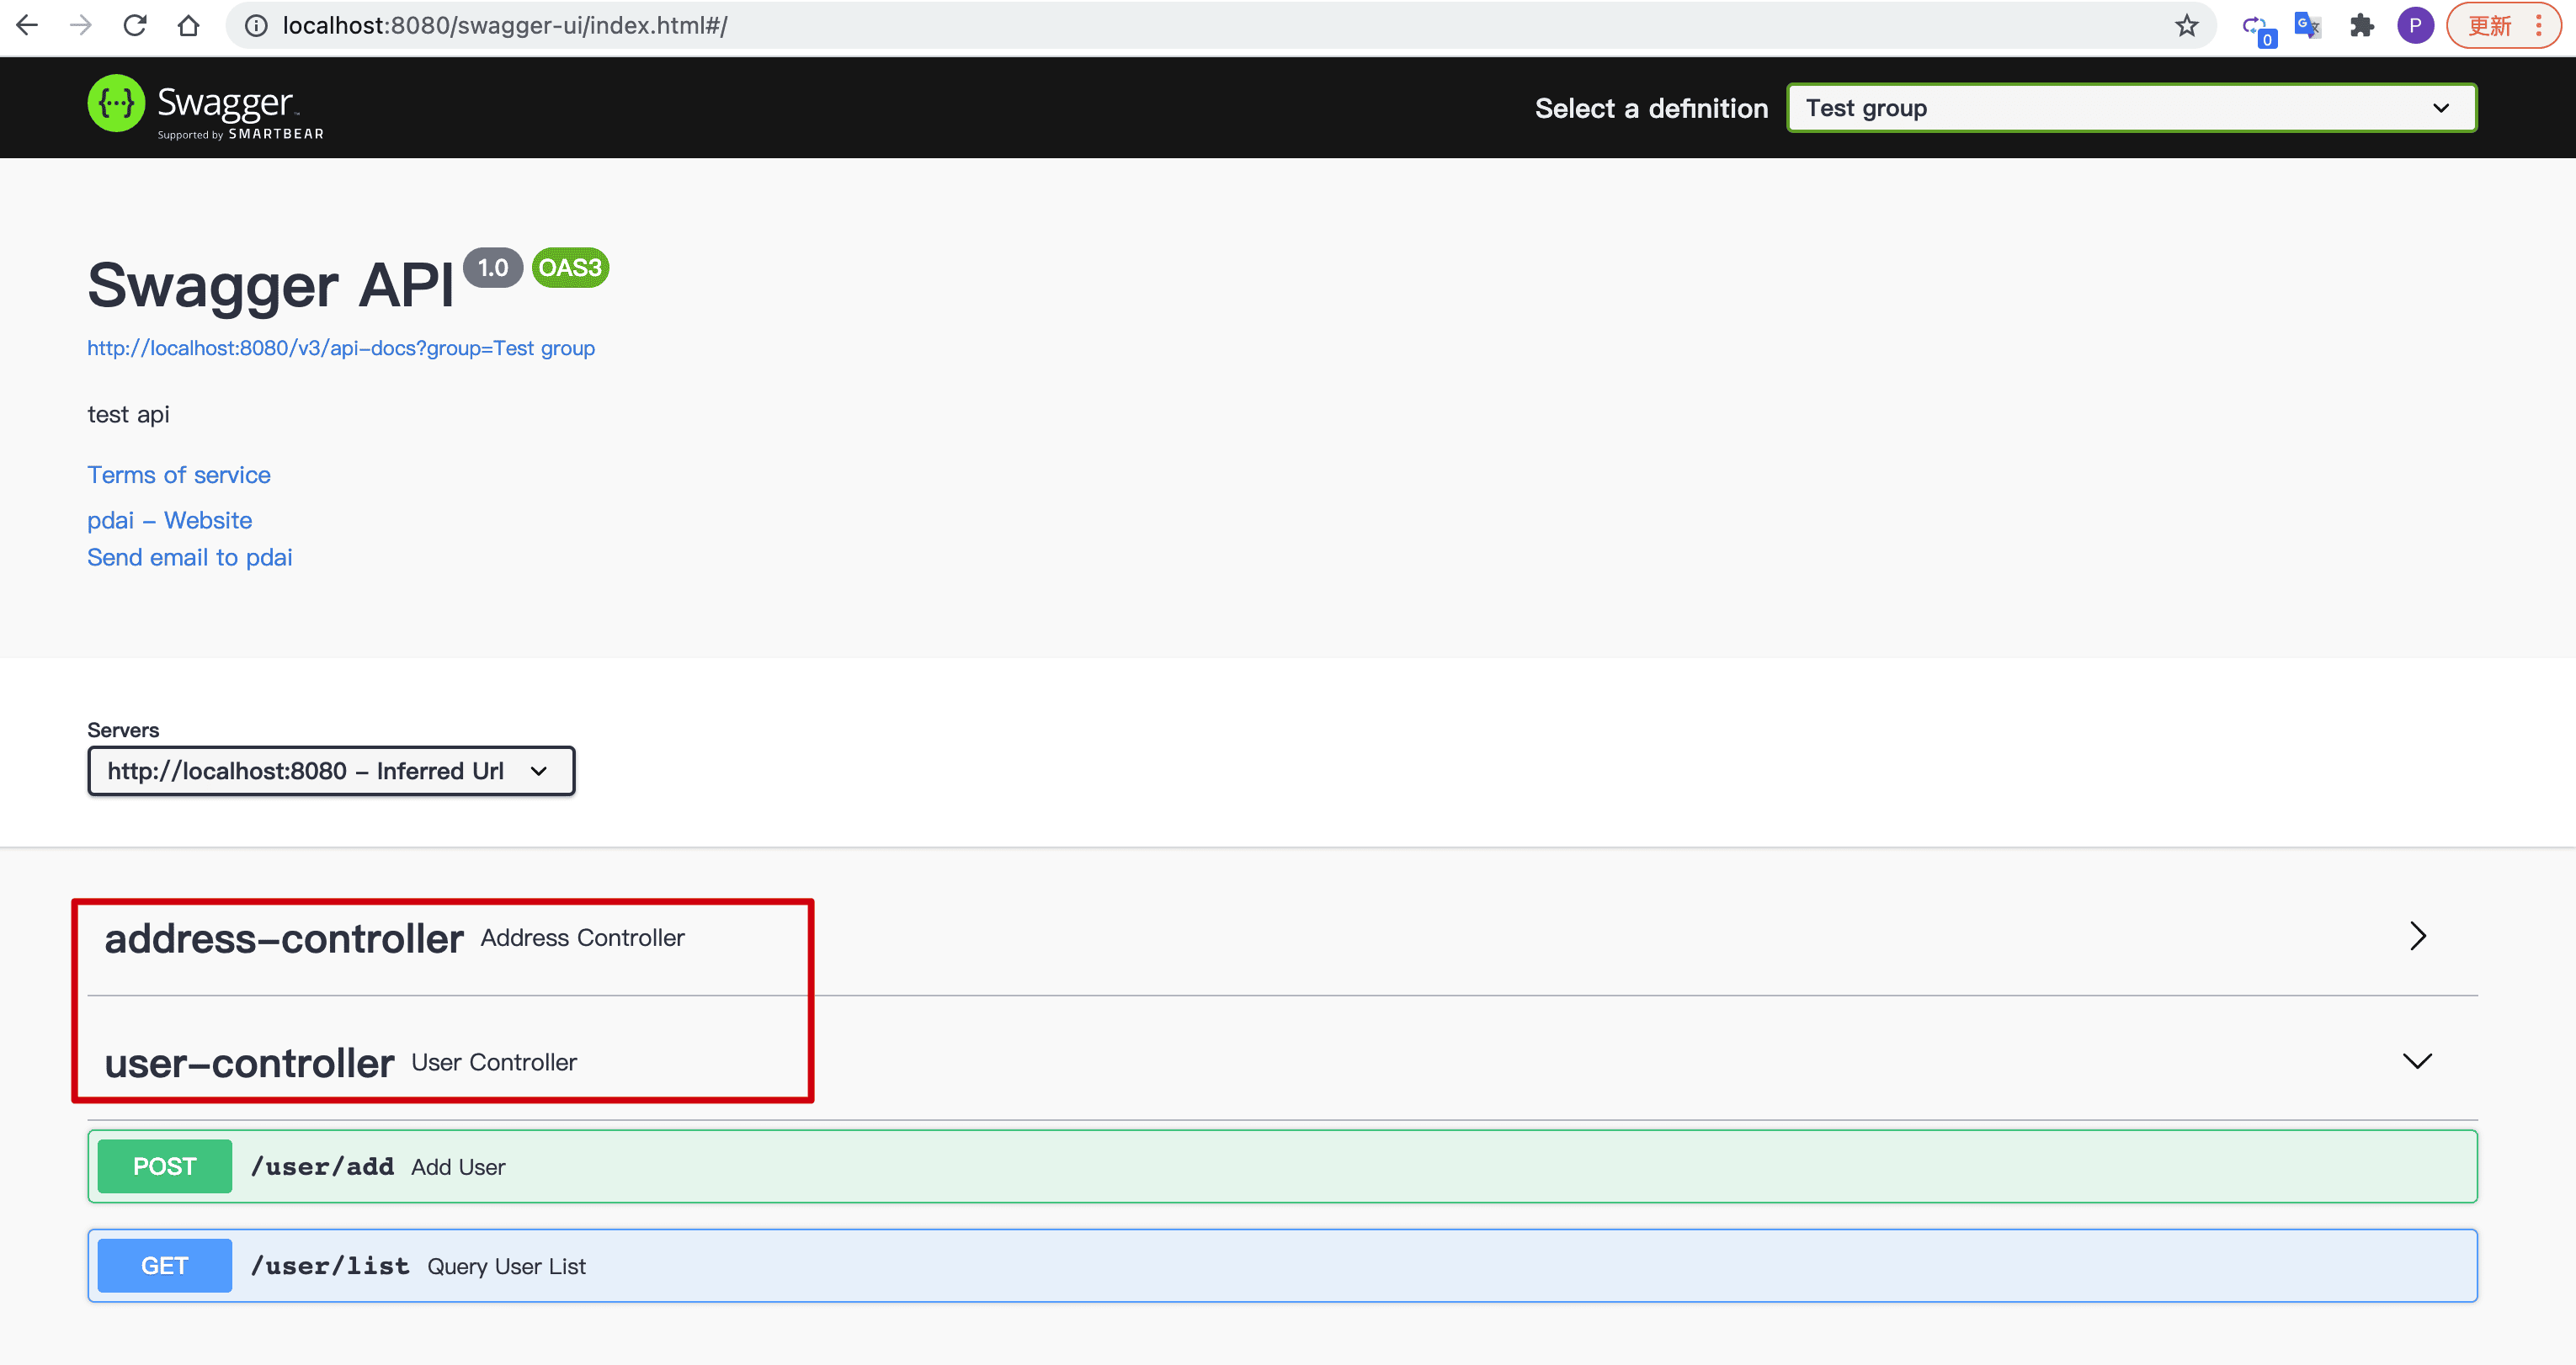 localhost:8080/swagger-ui/index.html#/
0
G
P
更新
{···} Swagger™
Supported by SMARTBEAR
Select a definition
Test group
Swagger API 1.0 OAS3
http://localhost:8080/v3/api-docs?group=Test group
test api
Terms of service
pdai - Website
Send email to pdai
Servers
http://localhost:8080 - Inferred Url
address-controller Address Controller
user-controller User Controller
POST /user/add Add User
GET /user/list Query User List